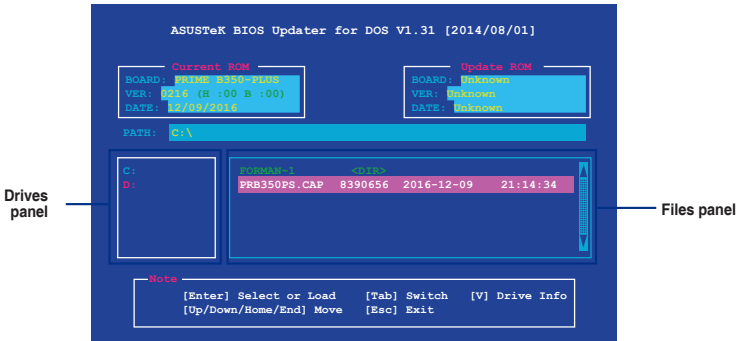 ASUSTeK BIOS Updater for DOS V1.31 [2014/08/01]
Current ROM
BOARD: PRIME B350-PLUS
VER: 0216 (H :00 B :00)
DATE: 12/09/2016
Update ROM
BOARD: Unknown
VER: Unknown
DATE: Unknown
PATH: C:\
C:
D:
FORMAN~1 <DIR>
PRB350PS.CAP 8390656 2016-12-09 21:14:34
Drives
panel
Files panel
Note
[Enter] Select or Load [Tab] Switch [V] Drive Info
[Up/Down/Home/End] Move [Esc] Exit